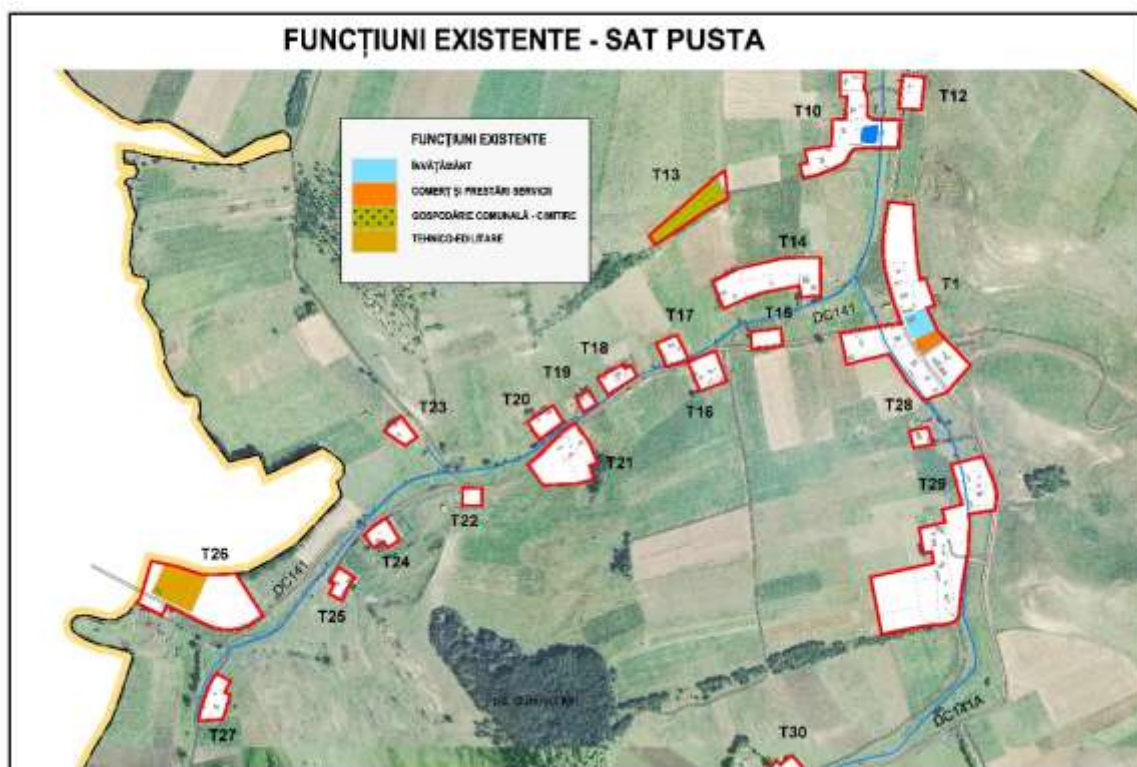 FUNCȚIUNI EXISTENTE - SAT PUSTA
T10
T12
FUNCȚIUNI EXISTENTE
ÎNVĂȚĂMÂNT
COMERȚ ȘI PRESTĂRI SERVICII
GOSPODĂRIE COMUNALĂ - CIMITIRE
TEHNICO-EDILITARE
T13
T14
T1
T16
DC141
T17
T18
T19
T20
T16
T28
T23
T21
T29
T22
T24
T26
DC141
T25
T27
DC141A
T30